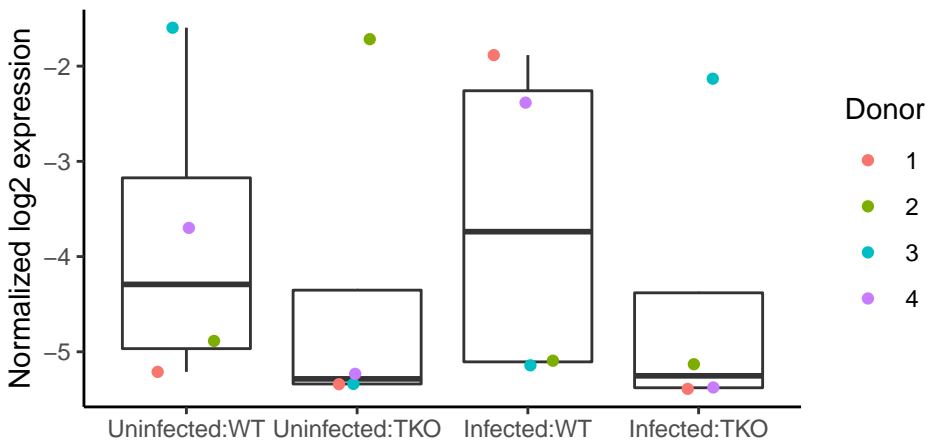 Normalized log2 expression
−2
−3
−4
−5
Uninfected:WT
Uninfected:TKO
Infected:WT
Infected:TKO
Donor
1
2
3
4